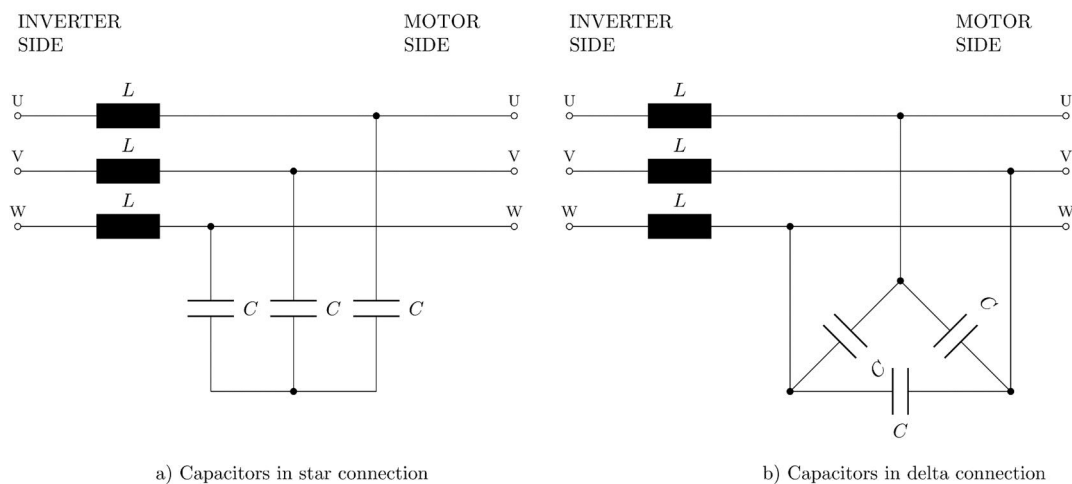 INVERTER
SIDE
MOTOR
SIDE
L
U
U
L
V
V
L
W
W
C
C
C
a) Capacitors in star connection
INVERTER
SIDE
MOTOR
SIDE
L
U
U
L
V
V
L
W
W
C
C
C
b) Capacitors in delta connection